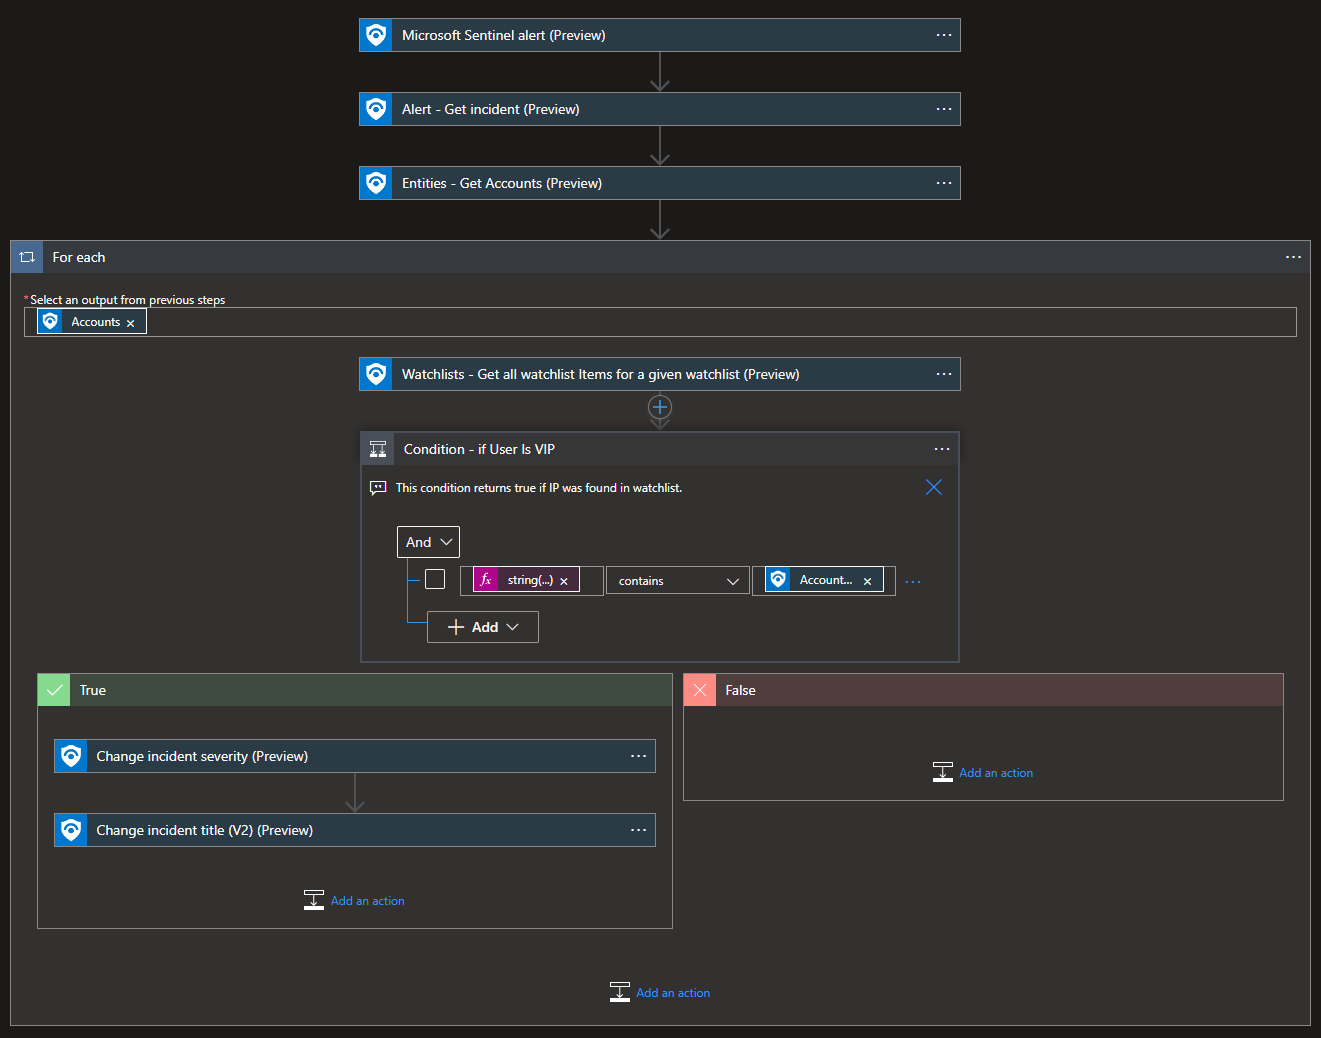 Microsoft Sentinel alert (Preview)
Alert - Get incident (Preview)
Entities - Get Accounts (Preview)
For each
*Select an output from previous steps
Accounts
Watchlists - Get all watchlist Items for a given watchlist (Preview)
Condition - if User Is VIP
This condition returns true if IP was found in watchlist.
And
fx string(...) contains Account...
Add
True
False
Change incident severity (Preview)
Add an action
Change incident title (V2) (Preview)
Add an action
Add an action